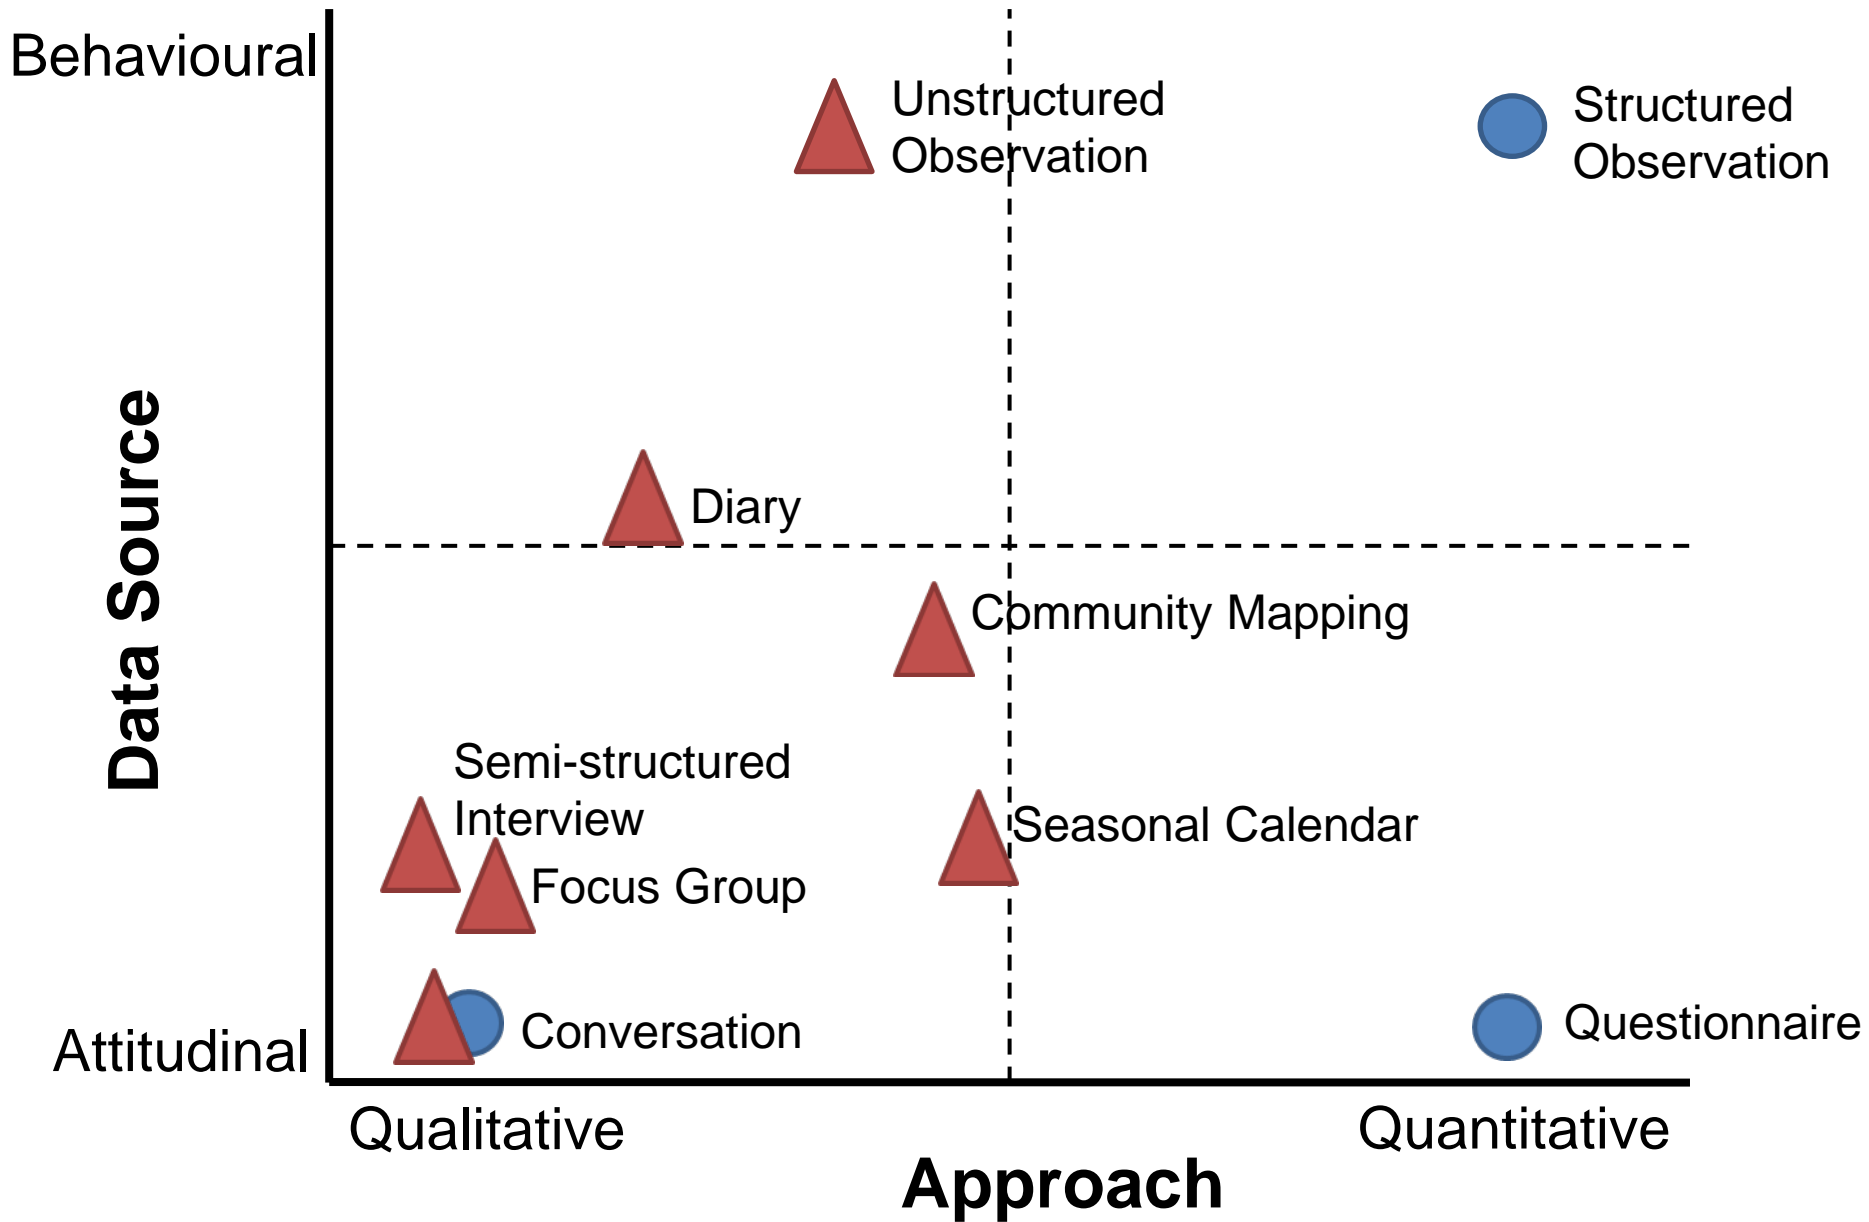 Behavioural
Unstructured
Observation
Structured
Observation
Diary
Data Source
Community Mapping
Semi-structured
Interview
Seasonal Calendar
Focus Group
Conversation
Questionnaire
Attitudinal
Qualitative
Quantitative
Approach